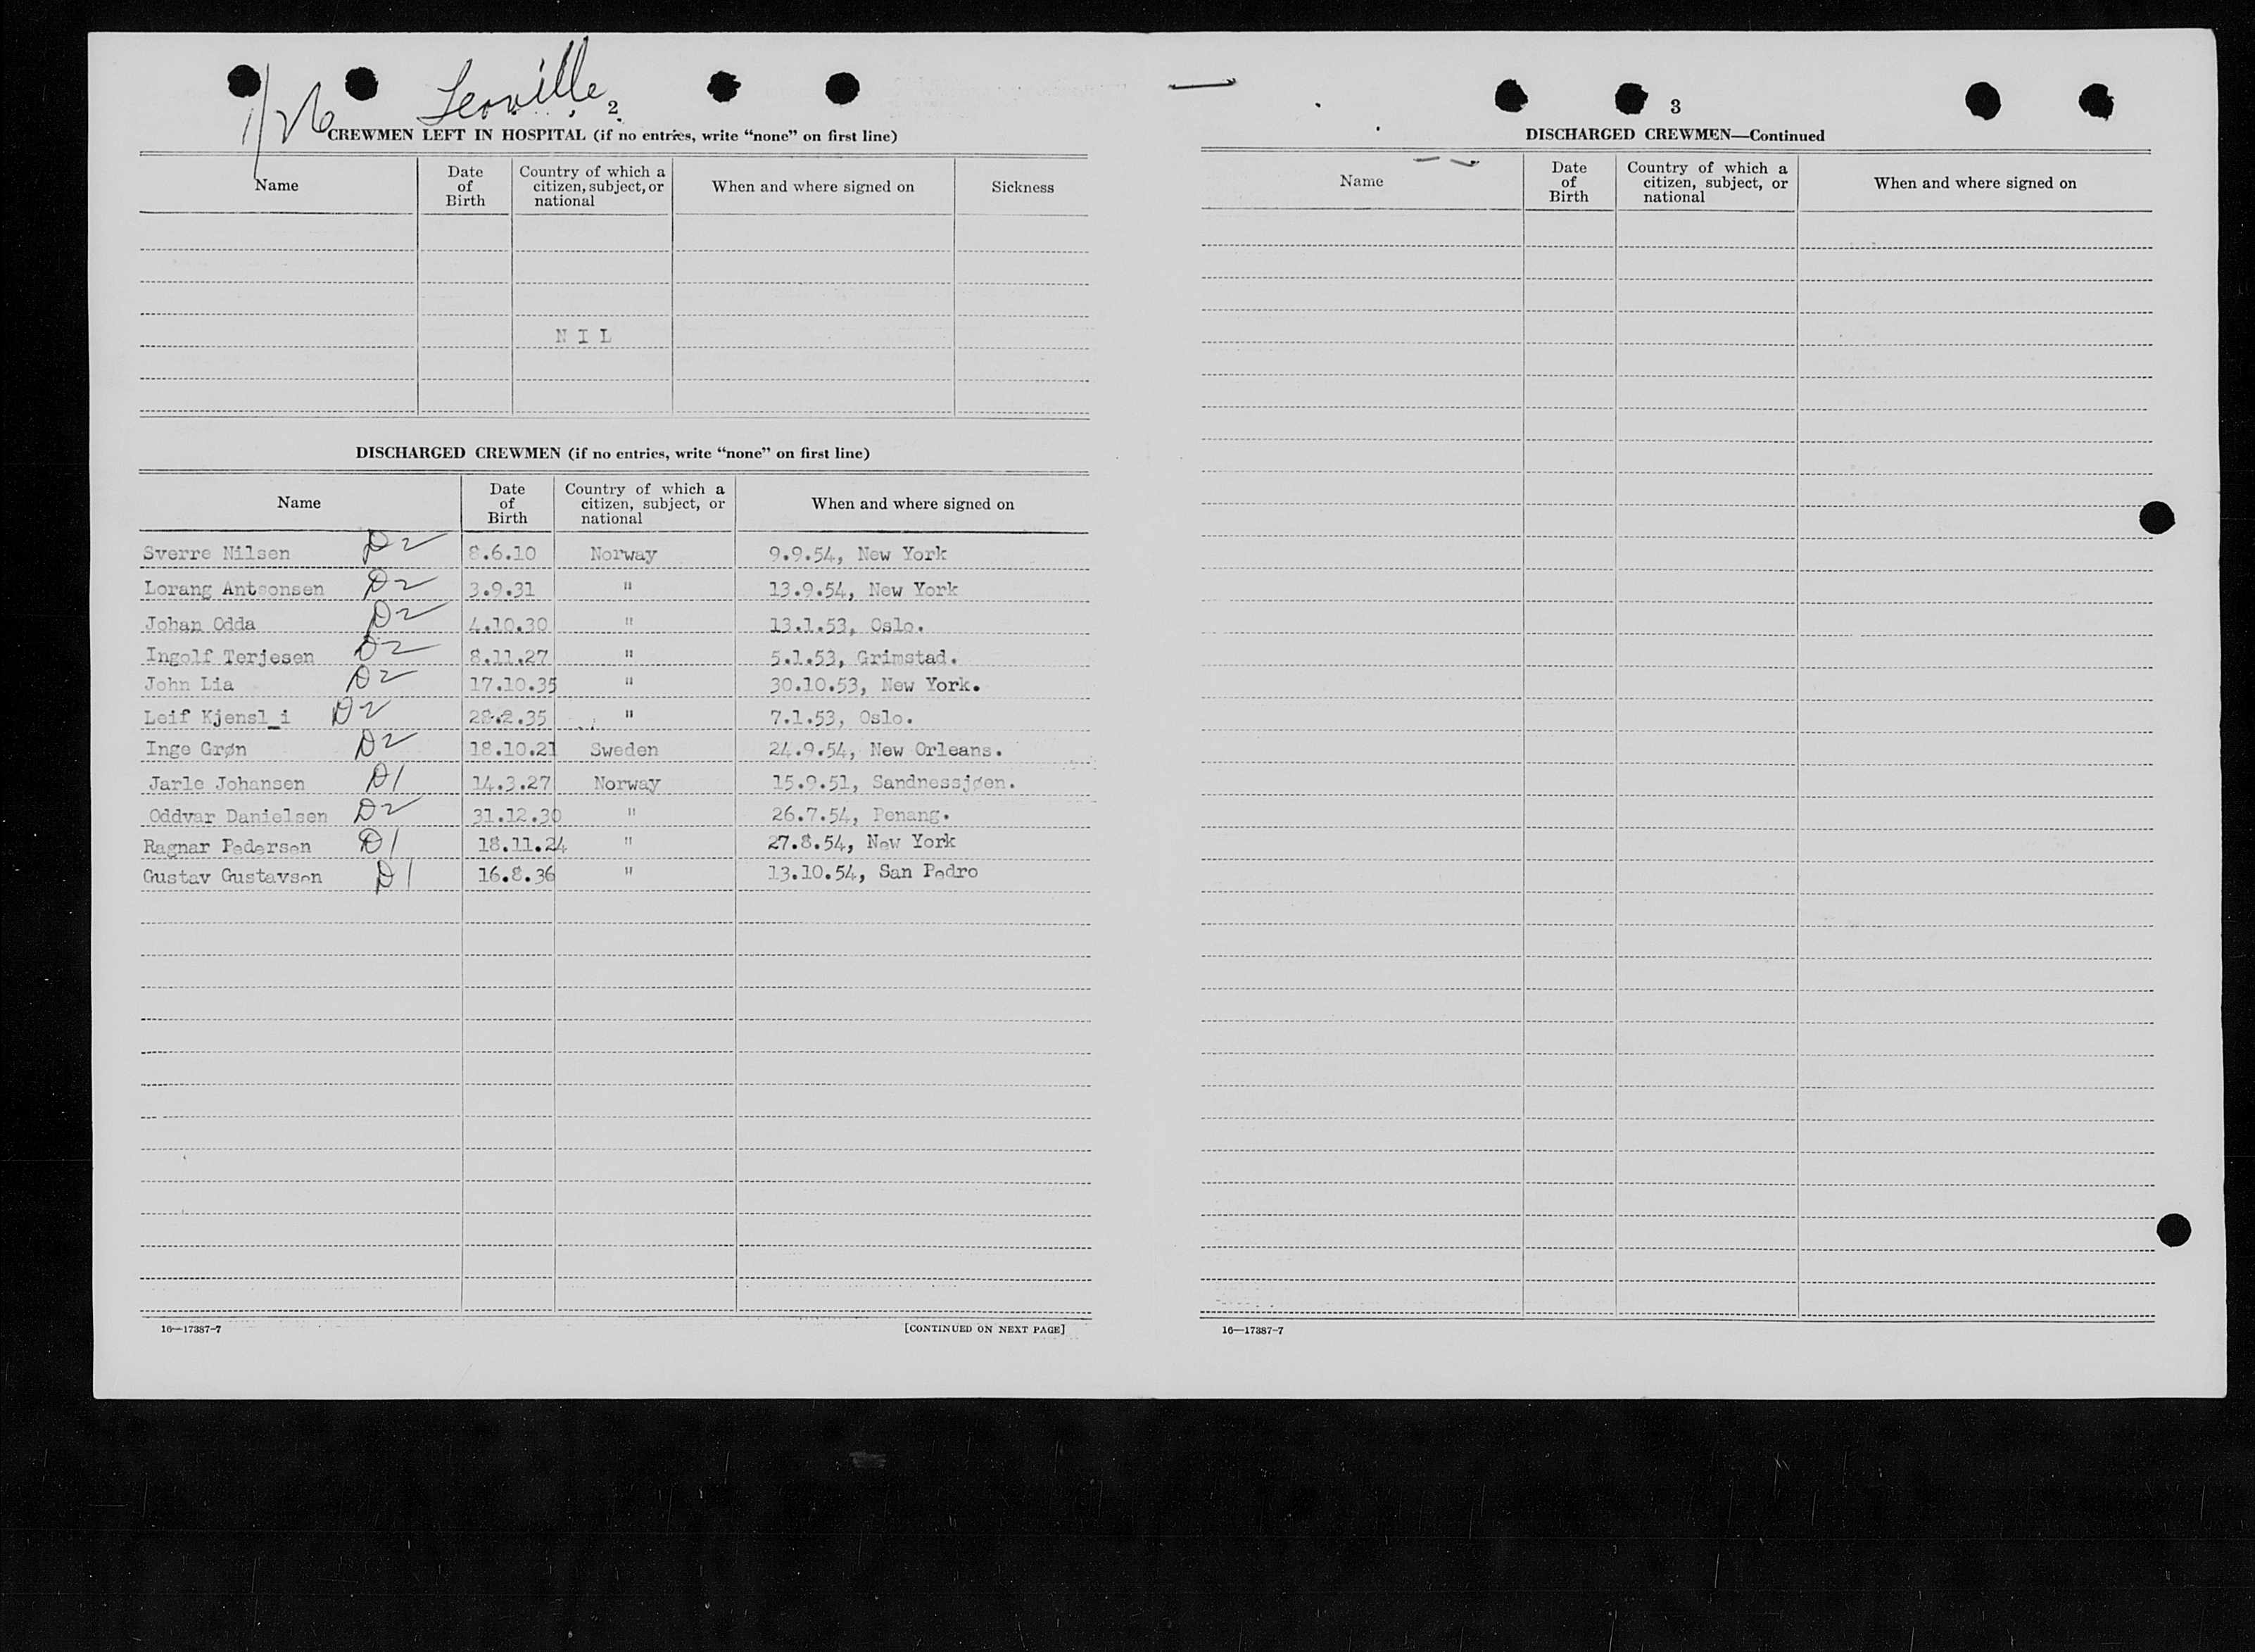 1/26 Leoville
2
CREWMEN LEFT IN HOSPITAL (if no entries, write “none” on first line)
Name Date of Birth Country of which a citizen, subject, or national When and where signed on Sickness
N I L
DISCHARGED CREWMEN (if no entries, write “none” on first line)
Name Date of Birth Country of which a citizen, subject, or national When and where signed on
Sverre Nilsen D2 8.6.10 Norway 9.9.54, New York
Lorang Antsonsen D2 3.9.31 " 13.9.54, New York
Johan Odda D2 4.10.30 " 13.1.53, Oslo.
Ingolf Terjesen D2 8.11.27 " 5.1.53, Grimstad.
John Lia D2 17.10.35 " 30.10.53, New York.
Leif Kjensl_i D2 28.2.35 " 7.1.53, Oslo.
Inge Grøn D2 18.10.21 Sweden 24.9.54, New Orleans.
Jarle Johansen D1 14.3.27 Norway 15.9.51, Sandnessjøen.
Oddvar Danielsen D2 31.12.30 " 26.7.54, Penang.
Ragnar Pedersen D1 18.11.24 " 27.8.54, New York
Gustav Gustavsen D1 16.8.36 " 13.10.54, San Pedro
16—17387-7 [CONTINUED ON NEXT PAGE]
3
DISCHARGED CREWMEN—Continued
Name Date of Birth Country of which a citizen, subject, or national When and where signed on
16—17387-7